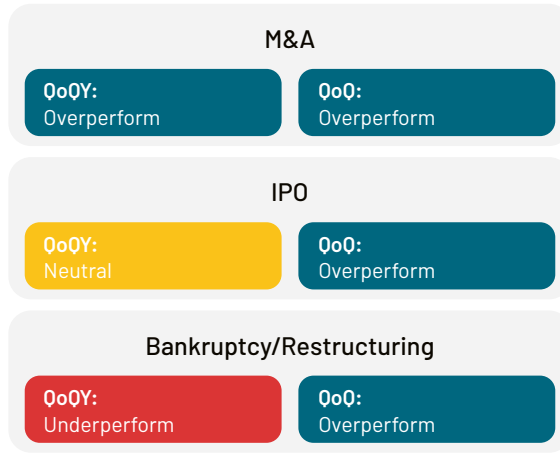 M&A
QoQY:
Overperform
QoQ:
Overperform
IPO
QoQY:
Neutral
QoQ:
Overperform
Bankruptcy/Restructuring
QoQY:
Underperform
QoQ:
Overperform